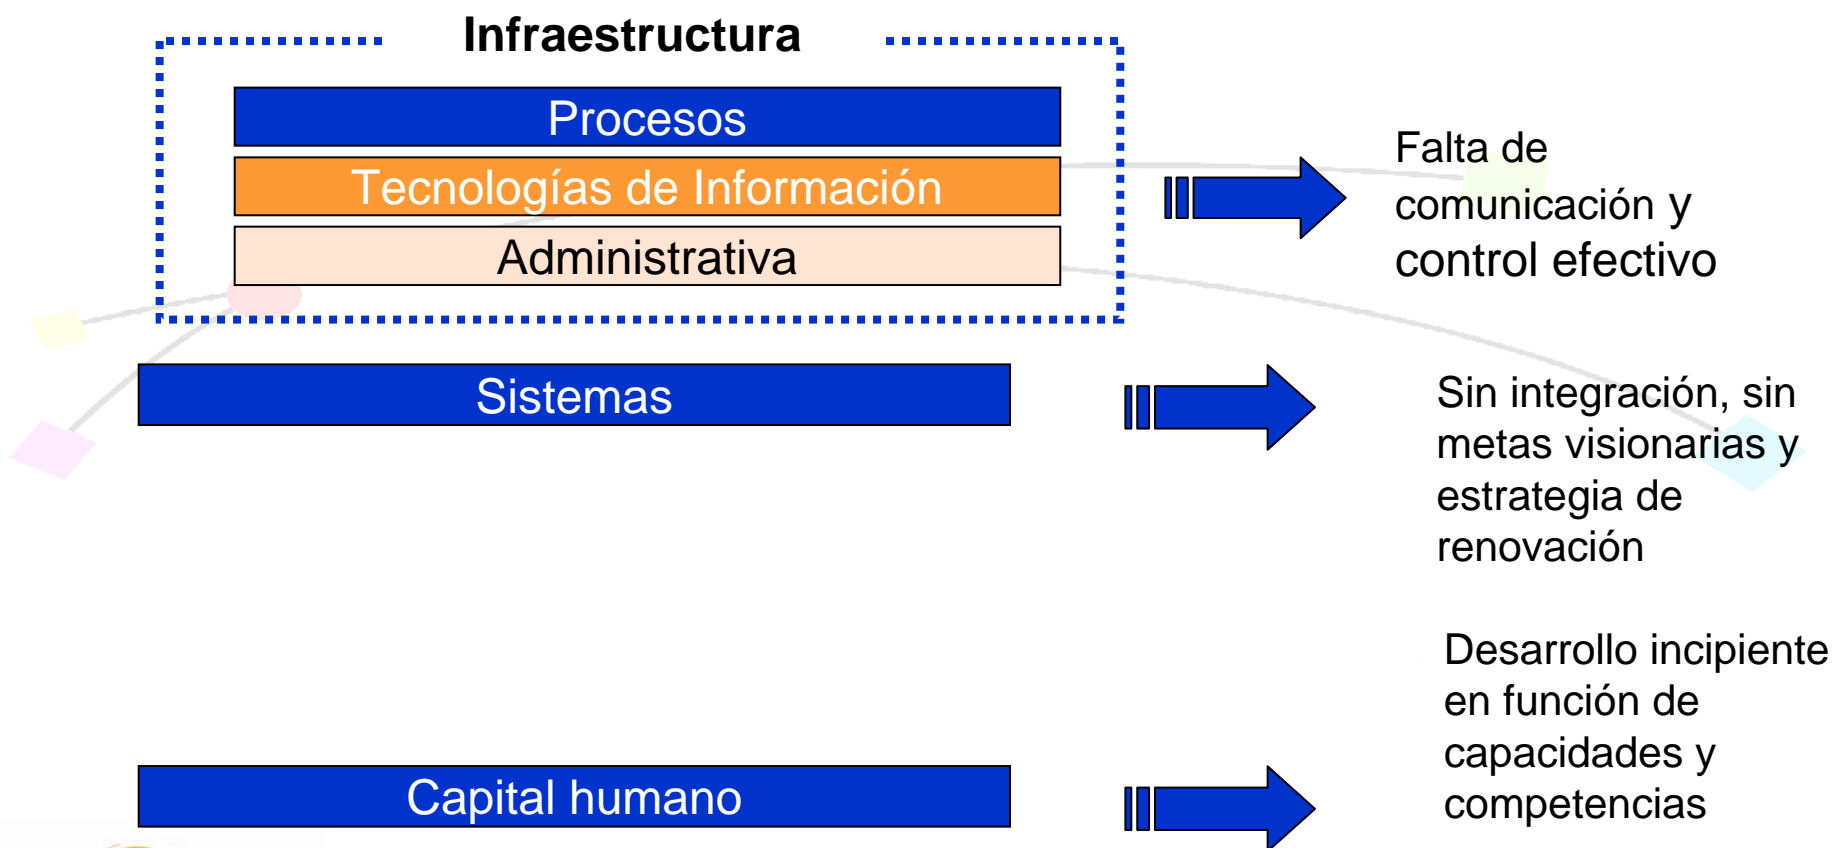 Infraestructura
Procesos
Tecnologías de Información
Administrativa
Falta de
comunicación y
control efectivo
Sistemas
Sin integración, sin
metas visionarias y
estrategia de
renovación
Capital humano
Desarrollo incipiente
en función de
capacidades y
competencias